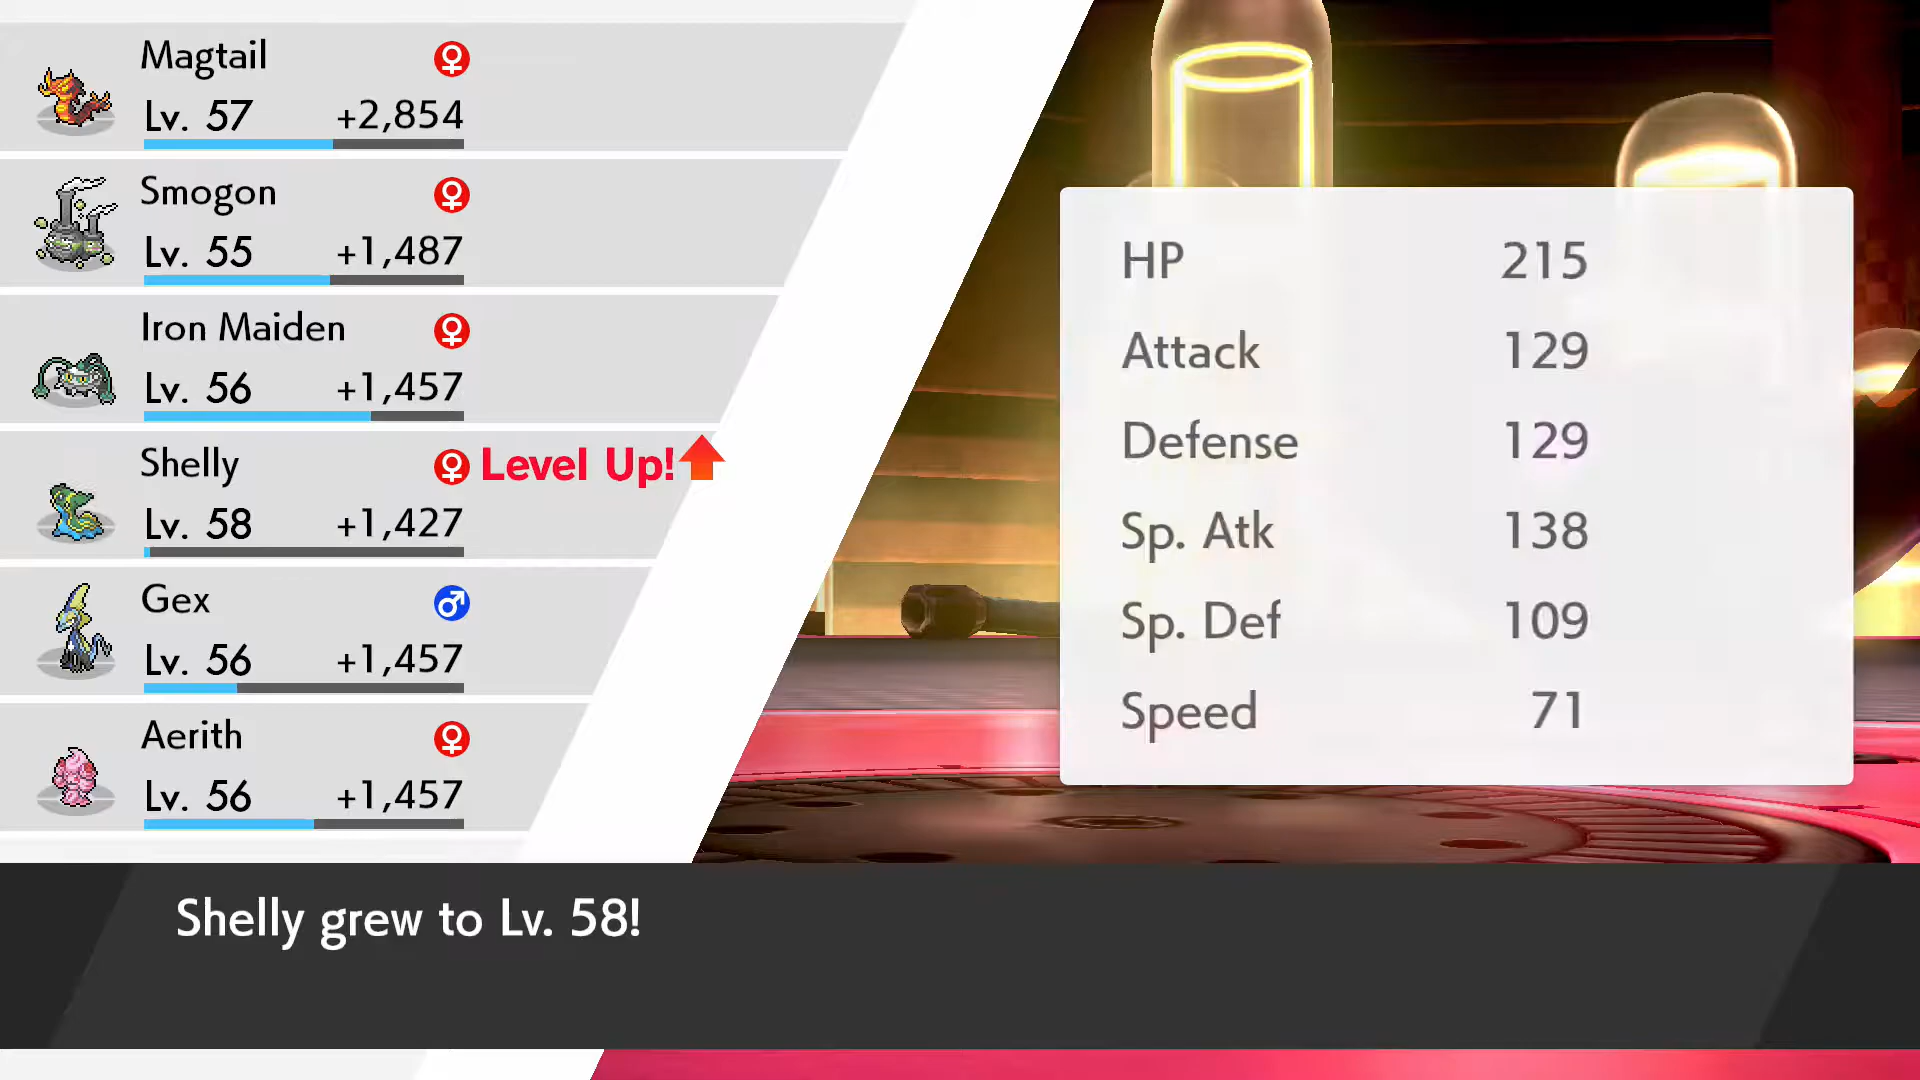 Magtail ♀
Lv. 57 +2,854
Smogon ♀
Lv. 55 +1,487
Iron Maiden ♀
Lv. 56 +1,457
Shelly ♀ Level Up!
Lv. 58 +1,427
Gex ♂
Lv. 56 +1,457
Aerith ♀
Lv. 56 +1,457
HP 215
Attack 129
Defense 129
Sp. Atk 138
Sp. Def 109
Speed 71
Shelly grew to Lv. 58!